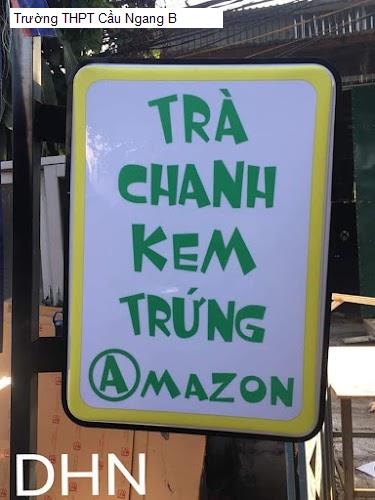 Trường THPT Cầu Ngang B
TRÀ
CHANH
KEM
TRỨNG
AMAZON
DHN